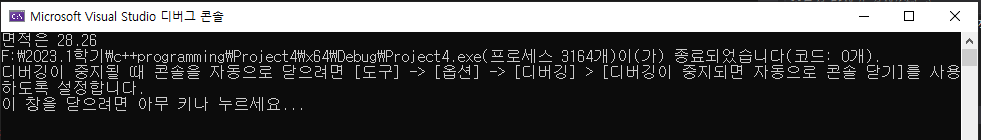 Microsoft Visual Studio 디버그 콘솔
면적은 28.26
F:\2023.1학기\c++programming\Project4\x64\Debug\Project4.exe(프로세스 3164개)이(가) 종료되었습니다(코드: 0개).
디버깅이 중지될 때 콘솔을 자동으로 닫으려면 [도구] -> [옵션] -> [디버깅] > [디버깅이 중지되면 자동으로 콘솔 닫기]를 사용
하도록 설정합니다.
이 창을 닫으려면 아무 키나 누르세요...